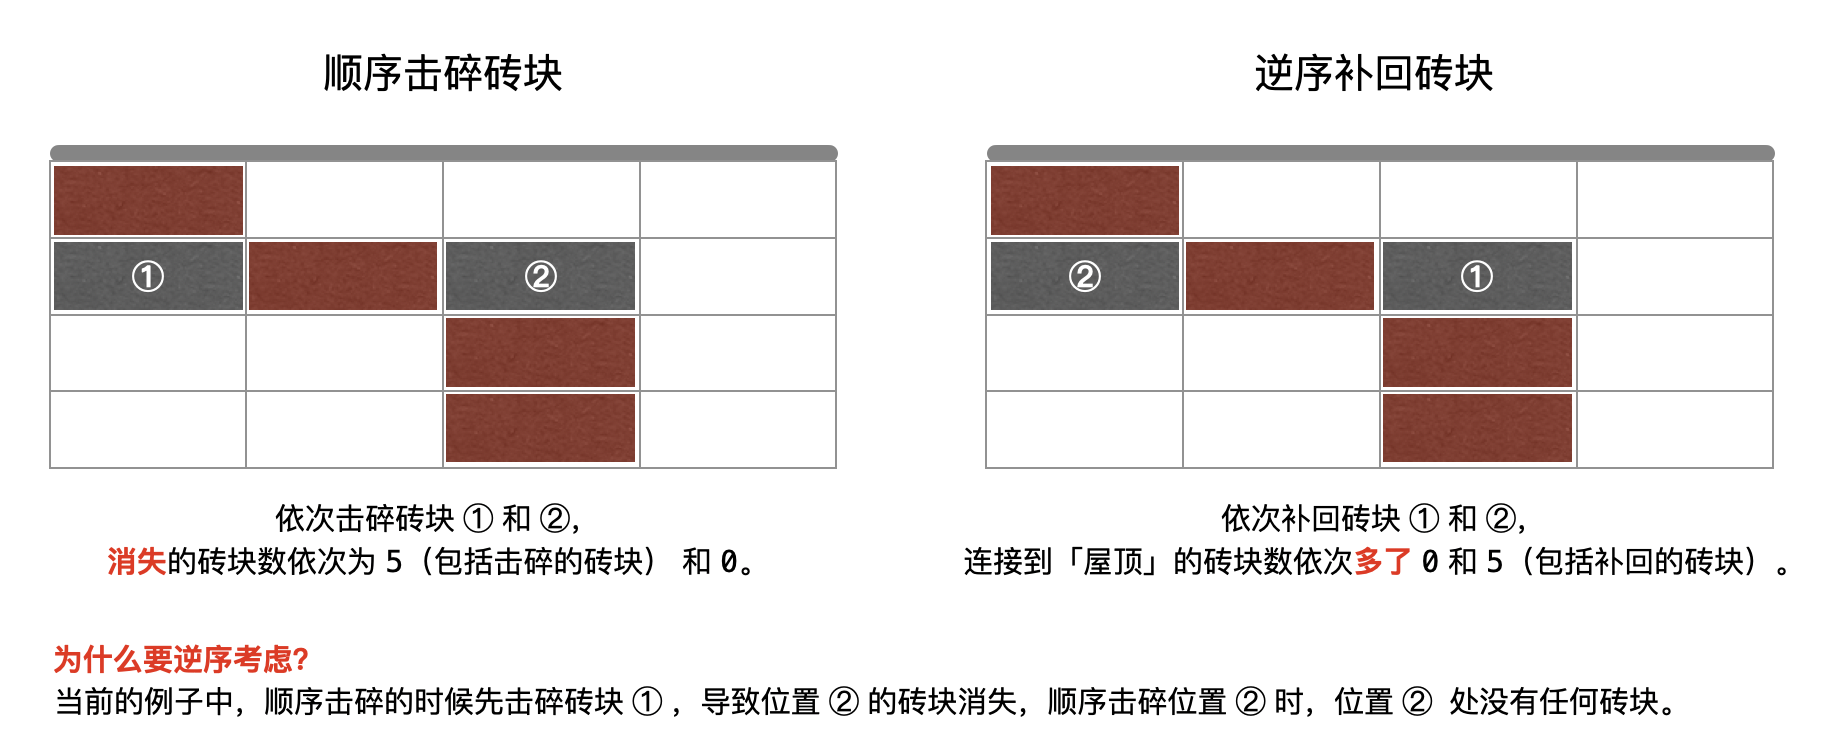 顺序击碎砖块
逆序补回砖块
①
②
②
①
依次击碎砖块 ① 和 ②，
消失的砖块数依次为 5（包括击碎的砖块） 和 0。
依次补回砖块 ① 和 ②，
连接到「屋顶」的砖块数依次多了 0 和 5（包括补回的砖块）。
为什么要逆序考虑？
当前的例子中，顺序击碎的时候先击碎砖块 ①，导致位置 ② 的砖块消失，顺序击碎位置 ② 时，位置 ② 处没有任何砖块。